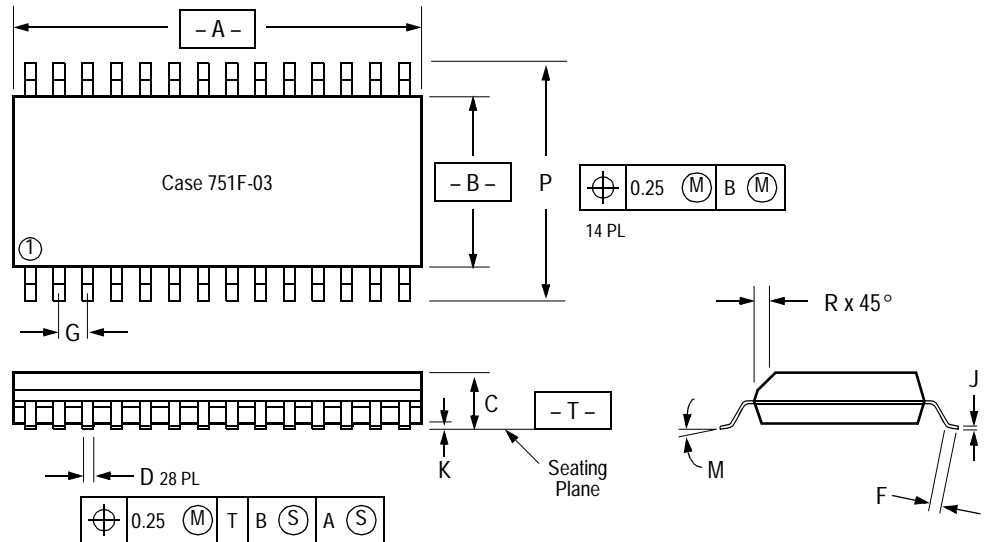 – A –
Case 751F-03
– B –
P
⌖ 0.25 Ⓜ B Ⓜ
14 PL
①
G
R x 45°
C
– T –
J
K
Seating
Plane
M
D 28 PL
F
⌖ 0.25 Ⓜ T B Ⓢ A Ⓢ